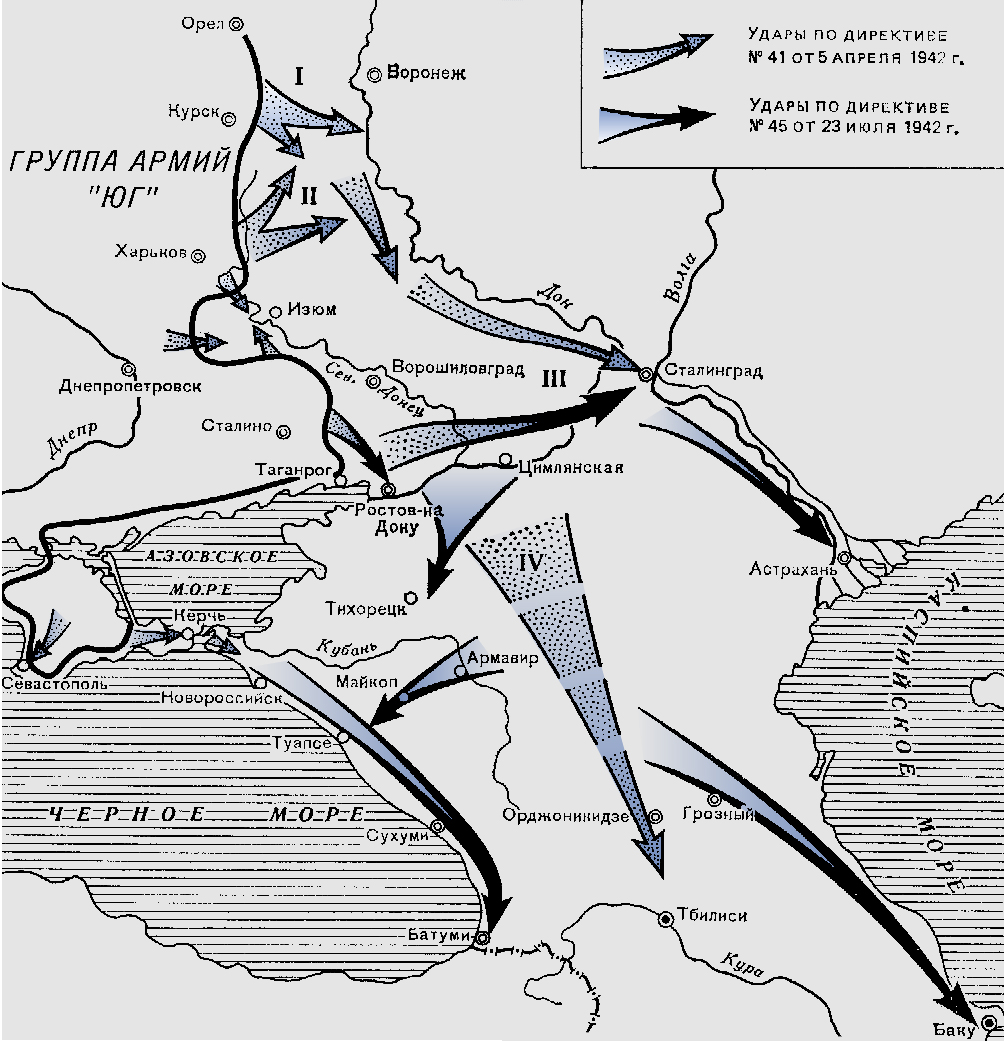 Орел
Воронеж
Курск
I
ГРУППА АРМИЙ
"ЮГ"
II
Харьков
УДАРЫ ПО ДИРЕКТИВЕ
№ 41 ОТ 5 АПРЕЛЯ 1942 г.
УДАРЫ ПО ДИРЕКТИВЕ
№ 45 ОТ 23 ИЮЛЯ 1942 г.
Дон
Волга
Изюм
Днепропетровск
Днепр
Сев. Донец
Ворошиловград
III
Сталинград
Сталино
Таганрог
Цимлянская
Ростов-на
Дону
IV
Астрахань
АЗОВСКОЕ
МОРЕ
Тихорецк
Керчь
Кубань
Армавир
Майкоп
Севастополь
Новороссийск
Туапсе
КАСПИЙСКОЕ
МОРЕ
ЧЕРНОЕ МОРЕ
Сухуми
Орджоникидзе
Грозный
Батуми
Тбилиси
Кура
Баку